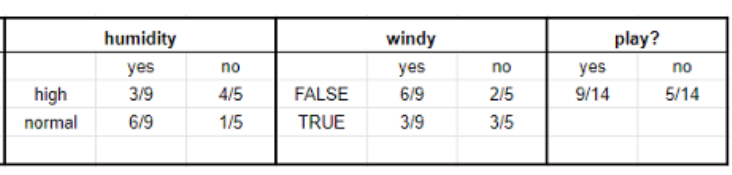 humidity windy play?
yes no yes no yes no
high 3/9 4/5 FALSE 6/9 2/5 9/14 5/14
normal 6/9 1/5 TRUE 3/9 3/5